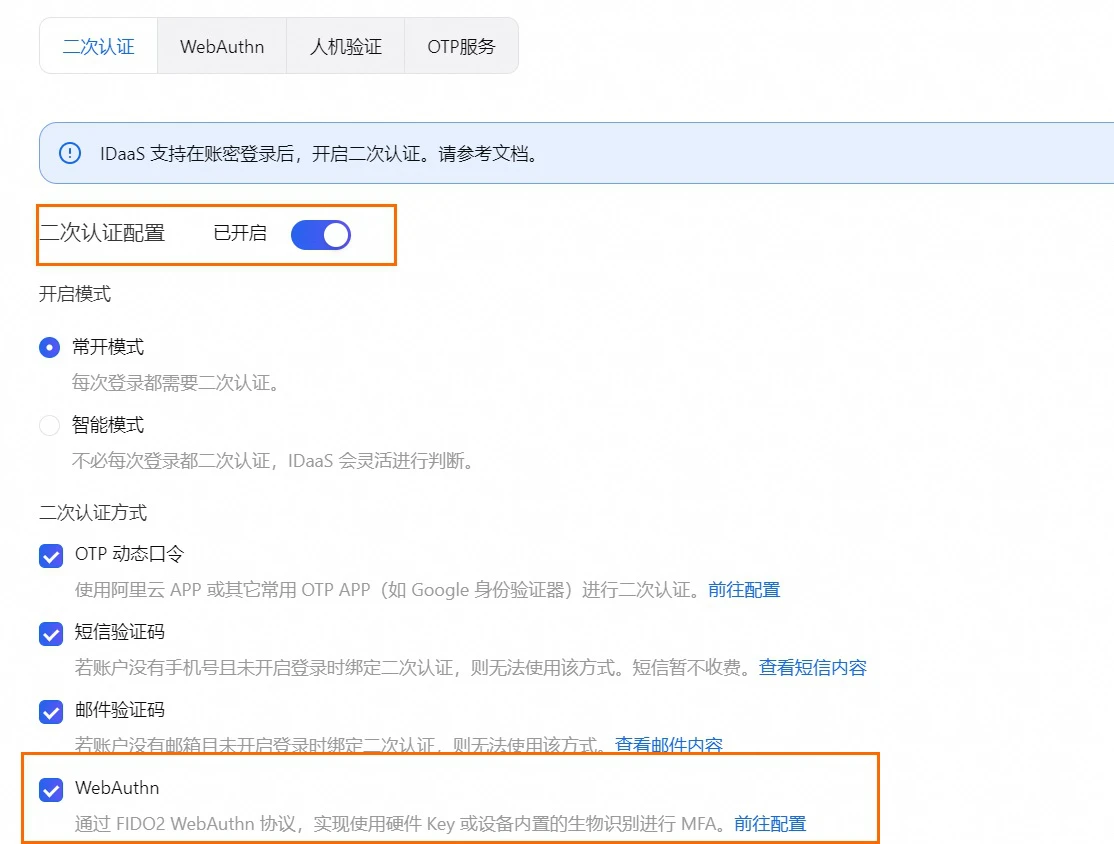 二次认证 WebAuthn 人机验证 OTP服务
IDaaS 支持在账密登录后，开启二次认证。请参考文档。
二次认证配置 已开启
开启模式
常开模式
每次登录都需要二次认证。
智能模式
不必每次登录都二次认证，IDaaS 会灵活进行判断。
二次认证方式
OTP 动态口令
使用阿里云 APP 或其它常用 OTP APP（如 Google 身份验证器）进行二次认证。前往配置
短信验证码
若账户没有手机号且未开启登录时绑定二次认证，则无法使用该方式。短信暂不收费。查看短信内容
邮件验证码
若账户没有邮箱且未开启登录时绑定二次认证，则无法使用该方式。查看邮件内容
WebAuthn
通过 FIDO2 WebAuthn 协议，实现使用硬件 Key 或设备内置的生物识别进行 MFA。前往配置